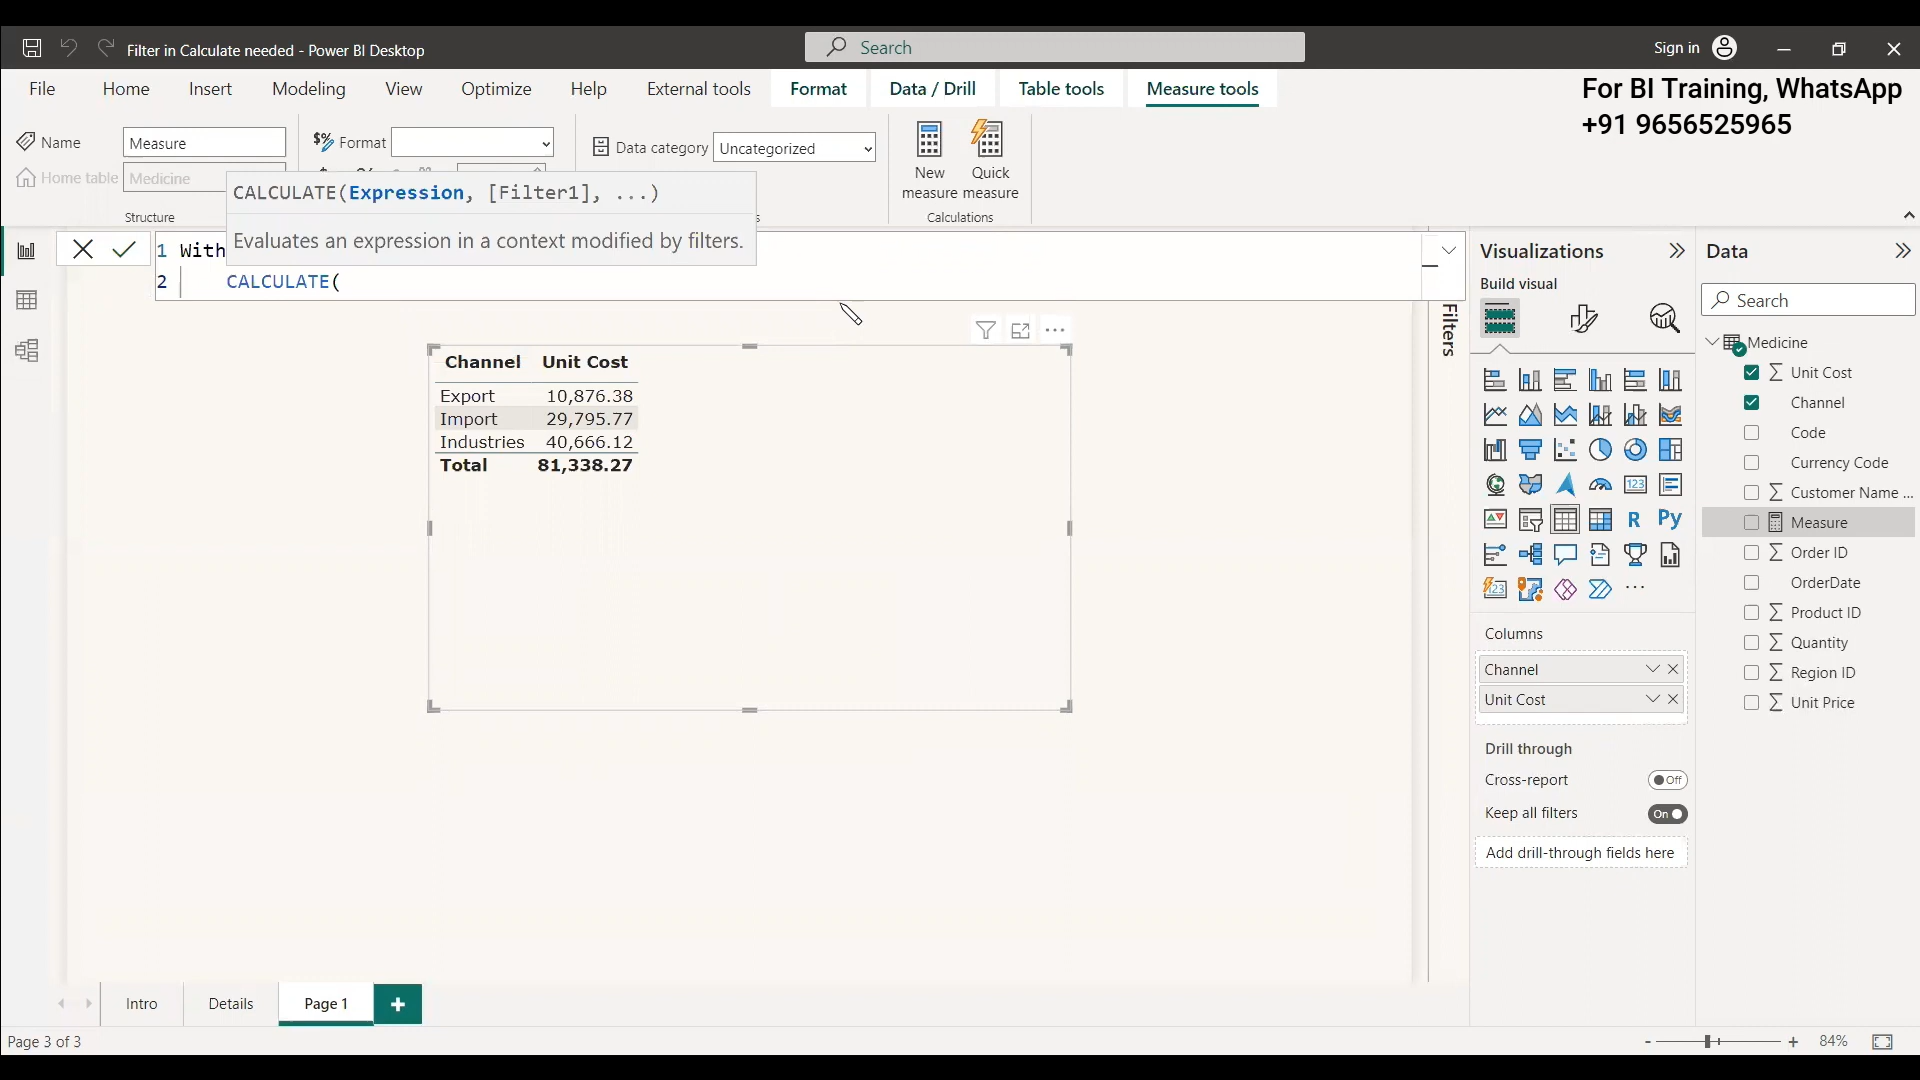 Filter in Calculate needed - Power BI Desktop
Search
Sign in
File Home Insert Modeling View Optimize Help External tools Format Data / Drill Table tools Measure tools
For BI Training, WhatsApp
+91 9656525965
Name Measure
Format
Data category Uncategorized
Home table Medicine
New measure
Quick measure
Structure
Calculations
CALCULATE(Expression, [Filter1], ...)
Evaluates an expression in a context modified by filters.
1 With
2 CALCULATE(
Filters
Channel Unit Cost
Export 10,876.38
Import 29,795.77
Industries 40,666.12
Total 81,338.27
Visualizations
Build visual
123
R
Py
123
Columns
Channel
Unit Cost
Drill through
Cross-report Off
Keep all filters On
Add drill-through fields here
Data
Search
Medicine
Unit Cost
Channel
Code
Currency Code
Customer Name ...
Measure
Order ID
OrderDate
Product ID
Quantity
Region ID
Unit Price
Intro Details Page 1
Page 3 of 3
84%